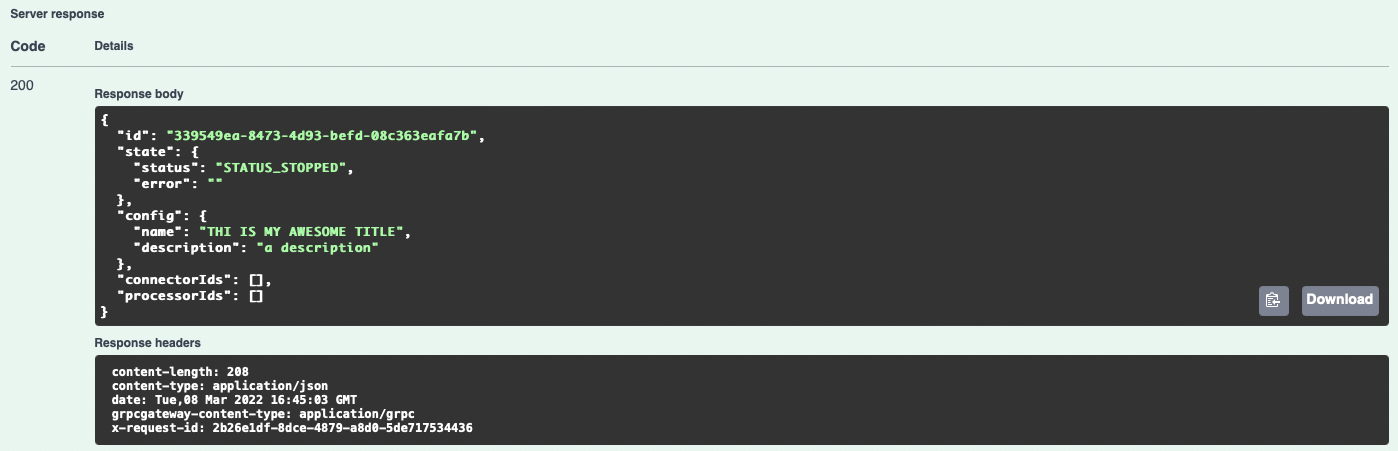 Server response
Code Details
200
Response body
{
  "id": "339549ea-8473-4d93-befd-08c363eafa7b",
  "state": {
    "status": "STATUS_STOPPED",
    "error": ""
  },
  "config": {
    "name": "THI IS MY AWESOME TITLE",
    "description": "a description"
  },
  "connectorIds": [],
  "processorIds": []
}
Download
Response headers
content-length: 208
content-type: application/json
date: Tue,08 Mar 2022 16:45:03 GMT
grpcgateway-content-type: application/grpc
x-request-id: 2b26e1df-8dce-4879-a8d0-5de717534436